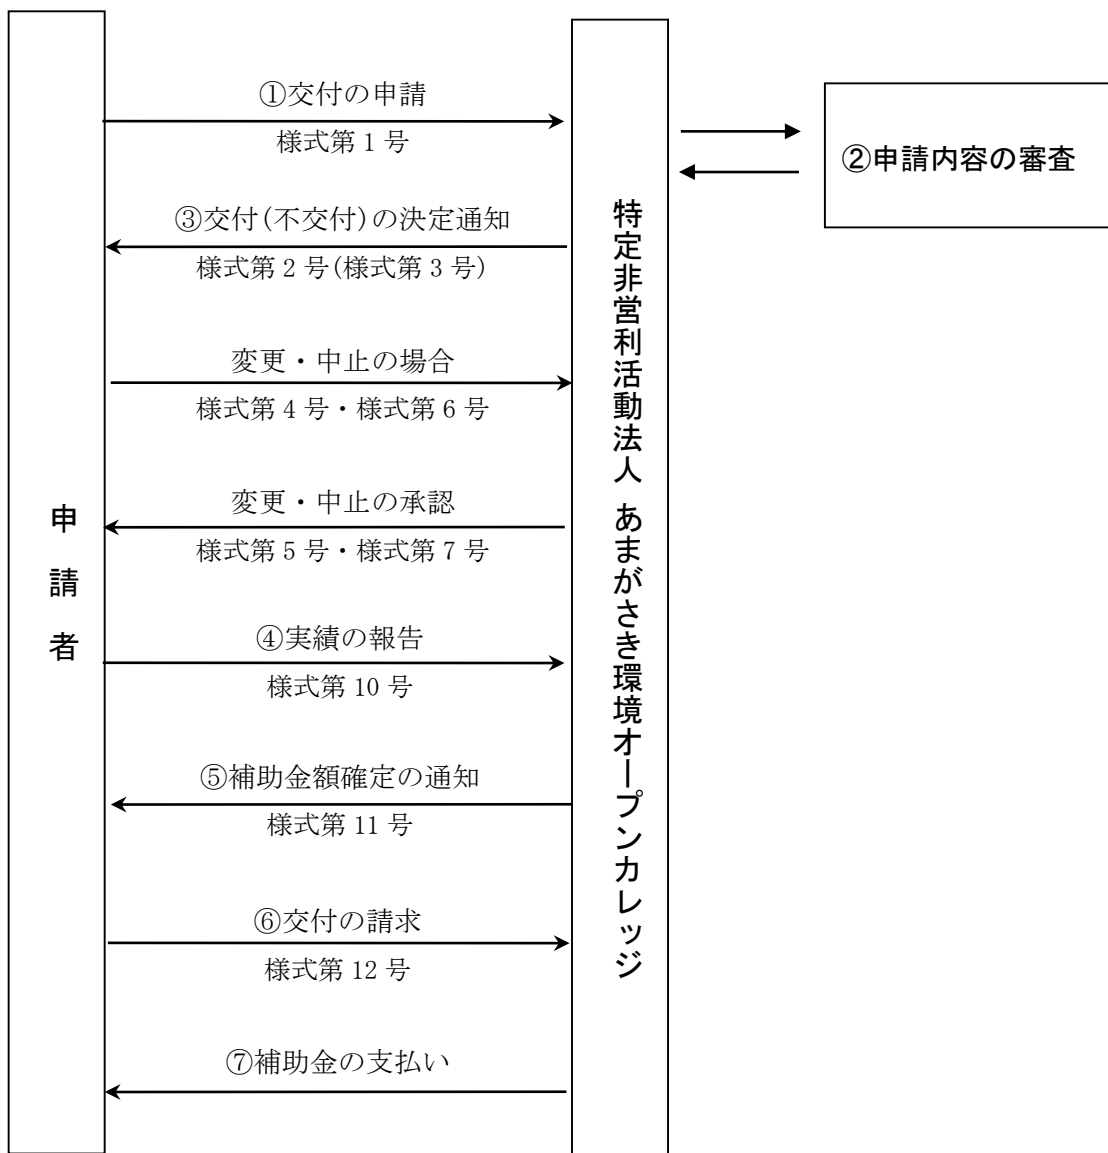 ①交付の申請
様式第 1 号
②申請内容の審査
③交付(不交付)の決定通知
様式第 2 号(様式第 3 号)
変更・中止の場合
様式第 4 号・様式第 6 号
変更・中止の承認
様式第 5 号・様式第 7 号
④実績の報告
様式第 10 号
⑤補助金額確定の通知
様式第 11 号
⑥交付の請求
様式第 12 号
⑦補助金の支払い
申請者
特定非営利活動法人 あまがさき環境オープンカレッジ